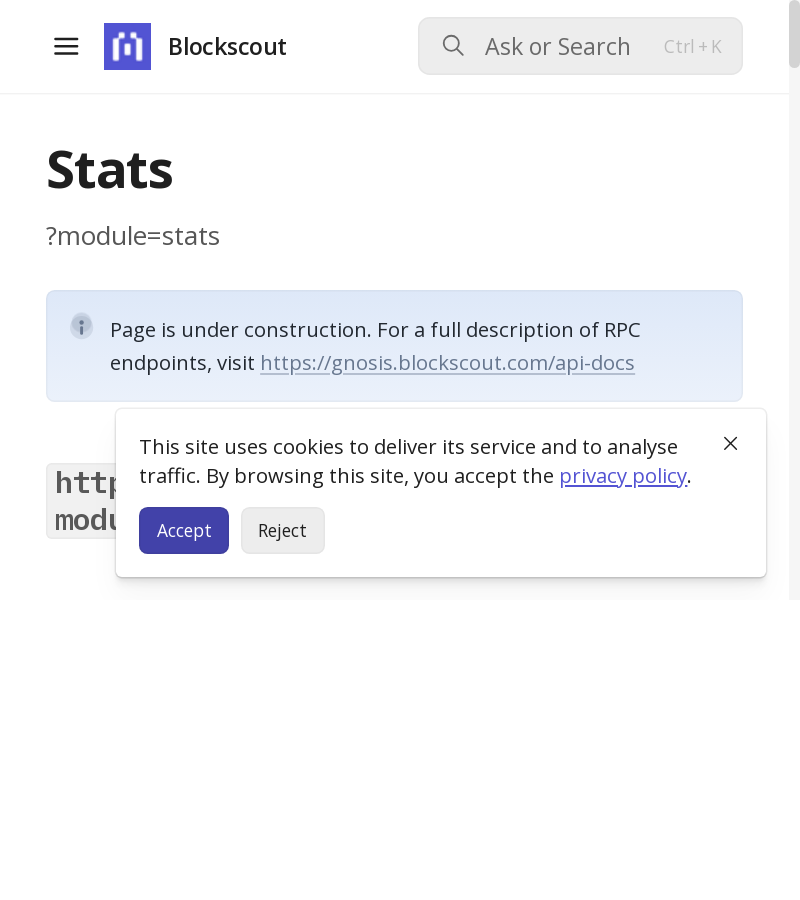 Blockscout
Ask or Search
Ctrl + K
Stats
?module=stats
Page is under construction. For a full description of RPC
endpoints, visit https://gnosis.blockscout.com/api-docs
http
modu
This site uses cookies to deliver its service and to analyse
traffic. By browsing this site, you accept the privacy policy.
Accept
Reject